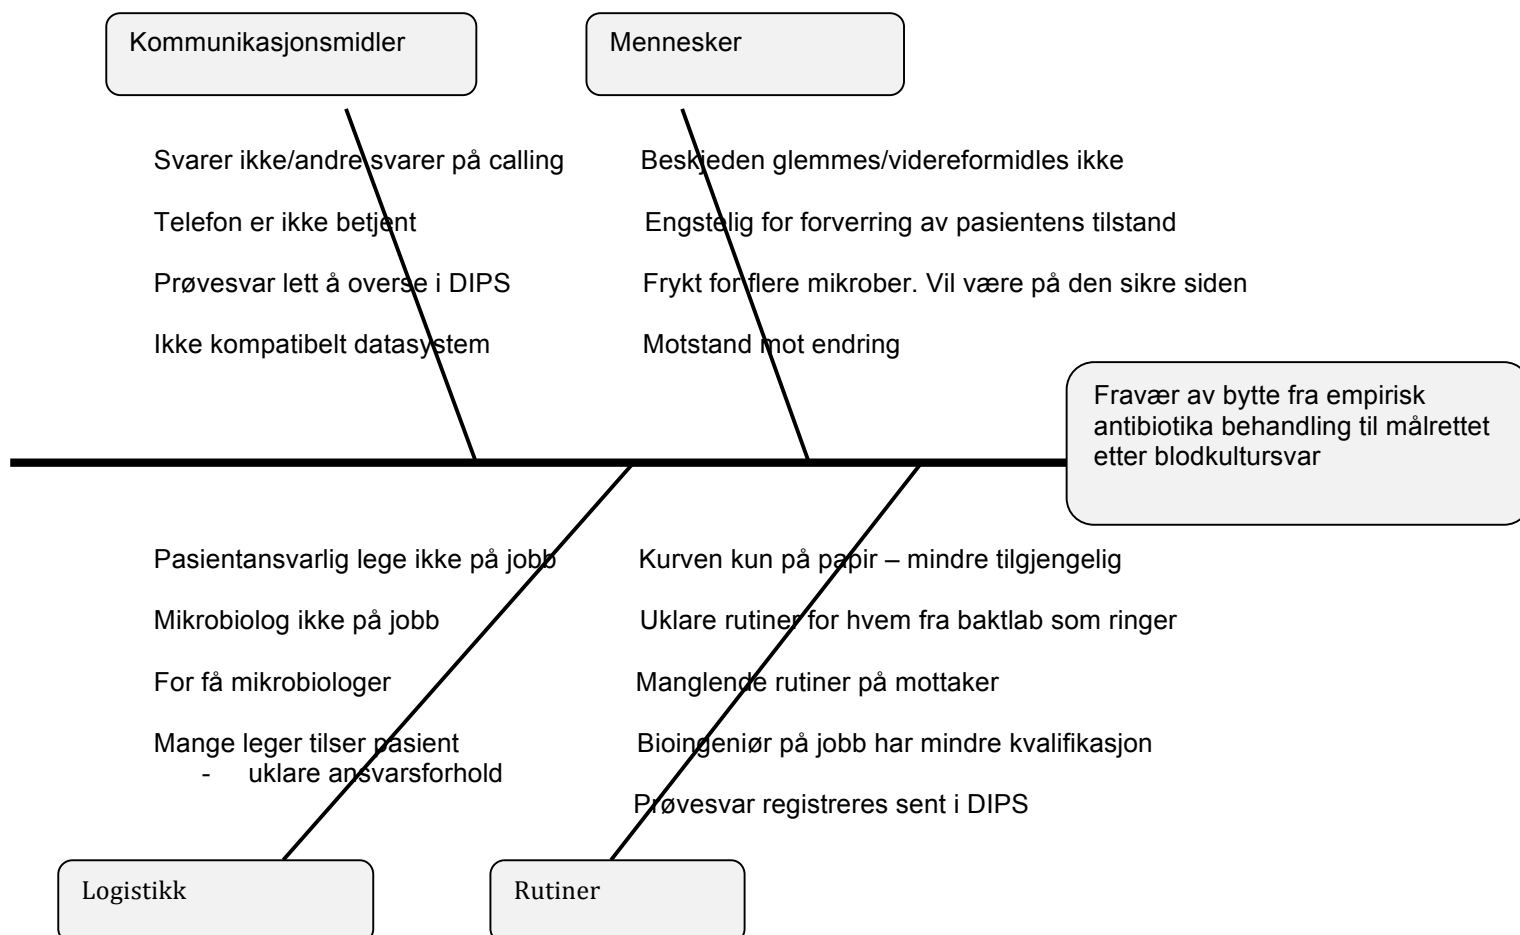 Kommunikasjonsmidler
Mennesker
Svarer ikke/andre svarer på calling
Telefon er ikke betjent
Prøvesvar lett å overse i DIPS
Ikke kompatibelt datasystem
Beskjeden glemmes/videreformidles ikke
Engstelig for forverring av pasientens tilstand
Frykt for flere mikrober. Vil være på den sikre siden
Motstand mot endring
Fravær av bytte fra empirisk
antibiotika behandling til målrettet
etter blodkultursvar
Pasientansvarlig lege ikke på jobb
Mikrobiolog ikke på jobb
For få mikrobiologer
Mange leger tilser pasient
- uklare ansvarsforhold
Kurven kun på papir – mindre tilgjengelig
Uklare rutiner for hvem fra baktlab som ringer
Manglende rutiner på mottaker
Bioingeniør på jobb har mindre kvalifikasjon
Prøvesvar registreres sent i DIPS
Logistikk
Rutiner